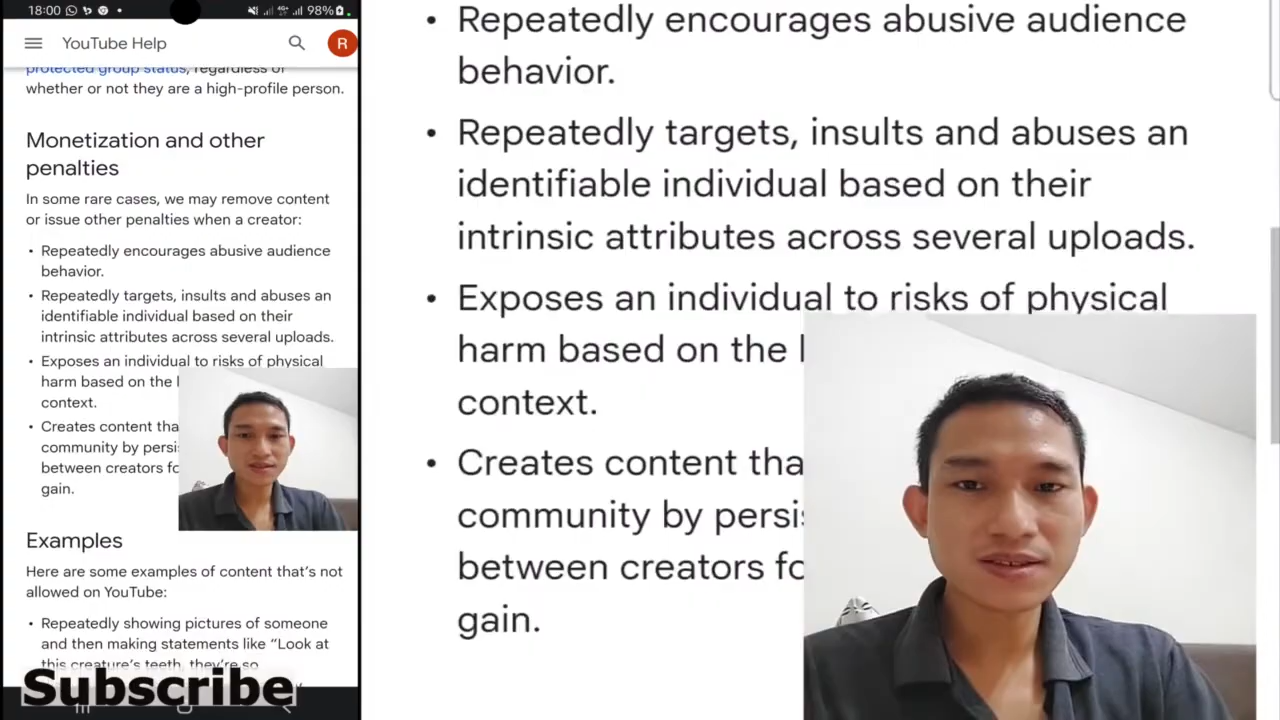 18:00
98%
YouTube Help
R
protected group status, regardless of
whether or not they are a high-profile person.
Monetization and other
penalties
In some rare cases, we may remove content
or issue other penalties when a creator:
• Repeatedly encourages abusive audience
behavior.
• Repeatedly targets, insults and abuses an
identifiable individual based on their
intrinsic attributes across several uploads.
• Exposes an individual to risks of physical
harm based on the
context.
• Creates content tha
community by persis
between creators fo
gain.
Examples
Here are some examples of content that's not
allowed on YouTube:
• Repeatedly showing pictures of someone
and then making statements like “Look at
this creature's teeth, they're so
Subscribe
• Repeatedly encourages abusive audience
behavior.
• Repeatedly targets, insults and abuses an
identifiable individual based on their
intrinsic attributes across several uploads.
• Exposes an individual to risks of physical
harm based on the
context.
• Creates content tha
community by persis
between creators fo
gain.